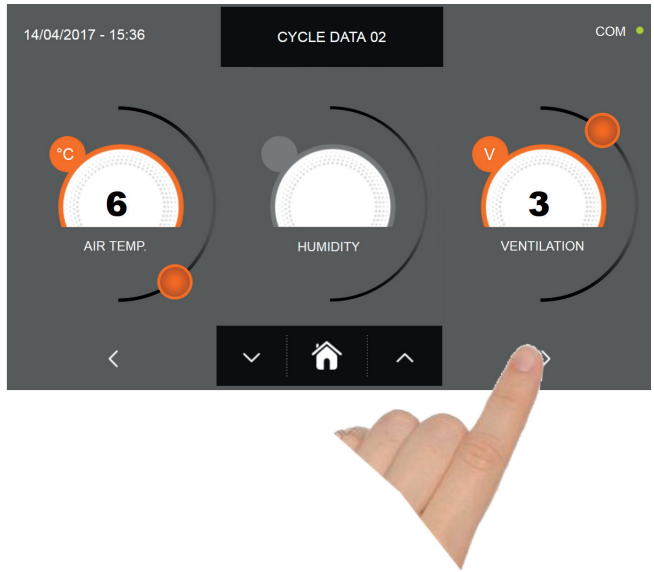 14/04/2017 - 15:36
CYCLE DATA 02
COM
°C
V
6
3
AIR TEMP.
HUMIDITY
VENTILATION